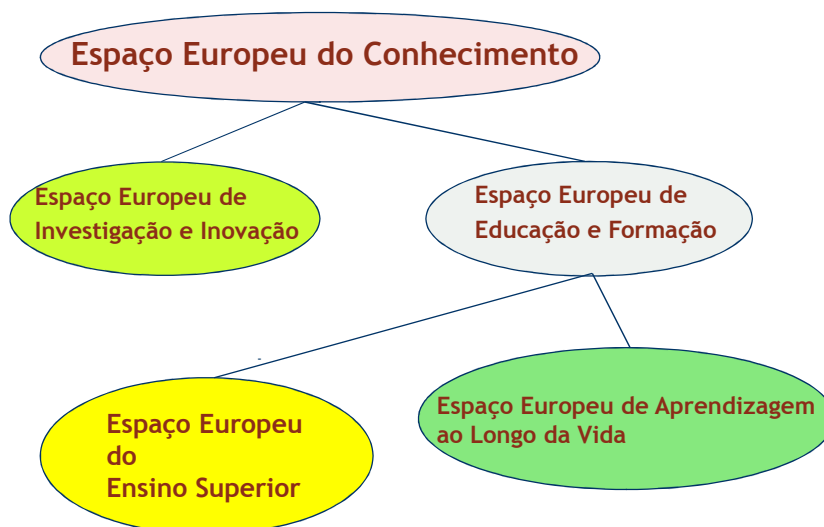 Espaço Europeu do Conhecimento
Espaço Europeu de
Investigação e Inovação
Espaço Europeu de
Educação e Formação
Espaço Europeu
do
Ensino Superior
Espaço Europeu de Aprendizagem
ao Longo da Vida